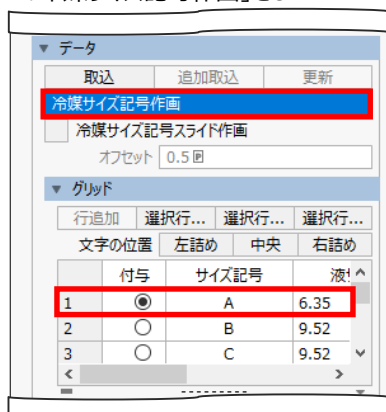 データ
取込 追加取込 更新
冷媒サイズ記号作画
冷媒サイズ記号スライド作画
オフセット 0.5 P
グリッド
行追加 選択行... 選択行... 選択行...
文字の位置 左詰め 中央 右詰め
付与 サイズ記号
1 A 6.35
2 B 9.52
3 C 9.52